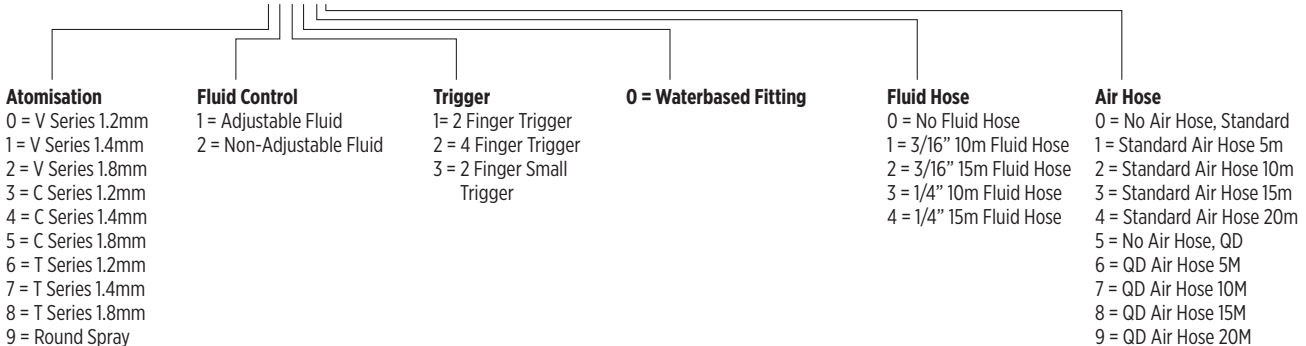 Atomisation
0 = V Series 1.2mm
1 = V Series 1.4mm
2 = V Series 1.8mm
3 = C Series 1.2mm
4 = C Series 1.4mm
5 = C Series 1.8mm
6 = T Series 1.2mm
7 = T Series 1.4mm
8 = T Series 1.8mm
9 = Round Spray
Fluid Control
1 = Adjustable Fluid
2 = Non-Adjustable Fluid
Trigger
1= 2 Finger Trigger
2 = 4 Finger Trigger
3 = 2 Finger Small
Trigger
0 = Waterbased Fitting
Fluid Hose
0 = No Fluid Hose
1 = 3/16” 10m Fluid Hose
2 = 3/16” 15m Fluid Hose
3 = 1/4” 10m Fluid Hose
4 = 1/4” 15m Fluid Hose
Air Hose
0 = No Air Hose, Standard
1 = Standard Air Hose 5m
2 = Standard Air Hose 10m
3 = Standard Air Hose 15m
4 = Standard Air Hose 20m
5 = No Air Hose, QD
6 = QD Air Hose 5M
7 = QD Air Hose 10M
8 = QD Air Hose 15M
9 = QD Air Hose 20M